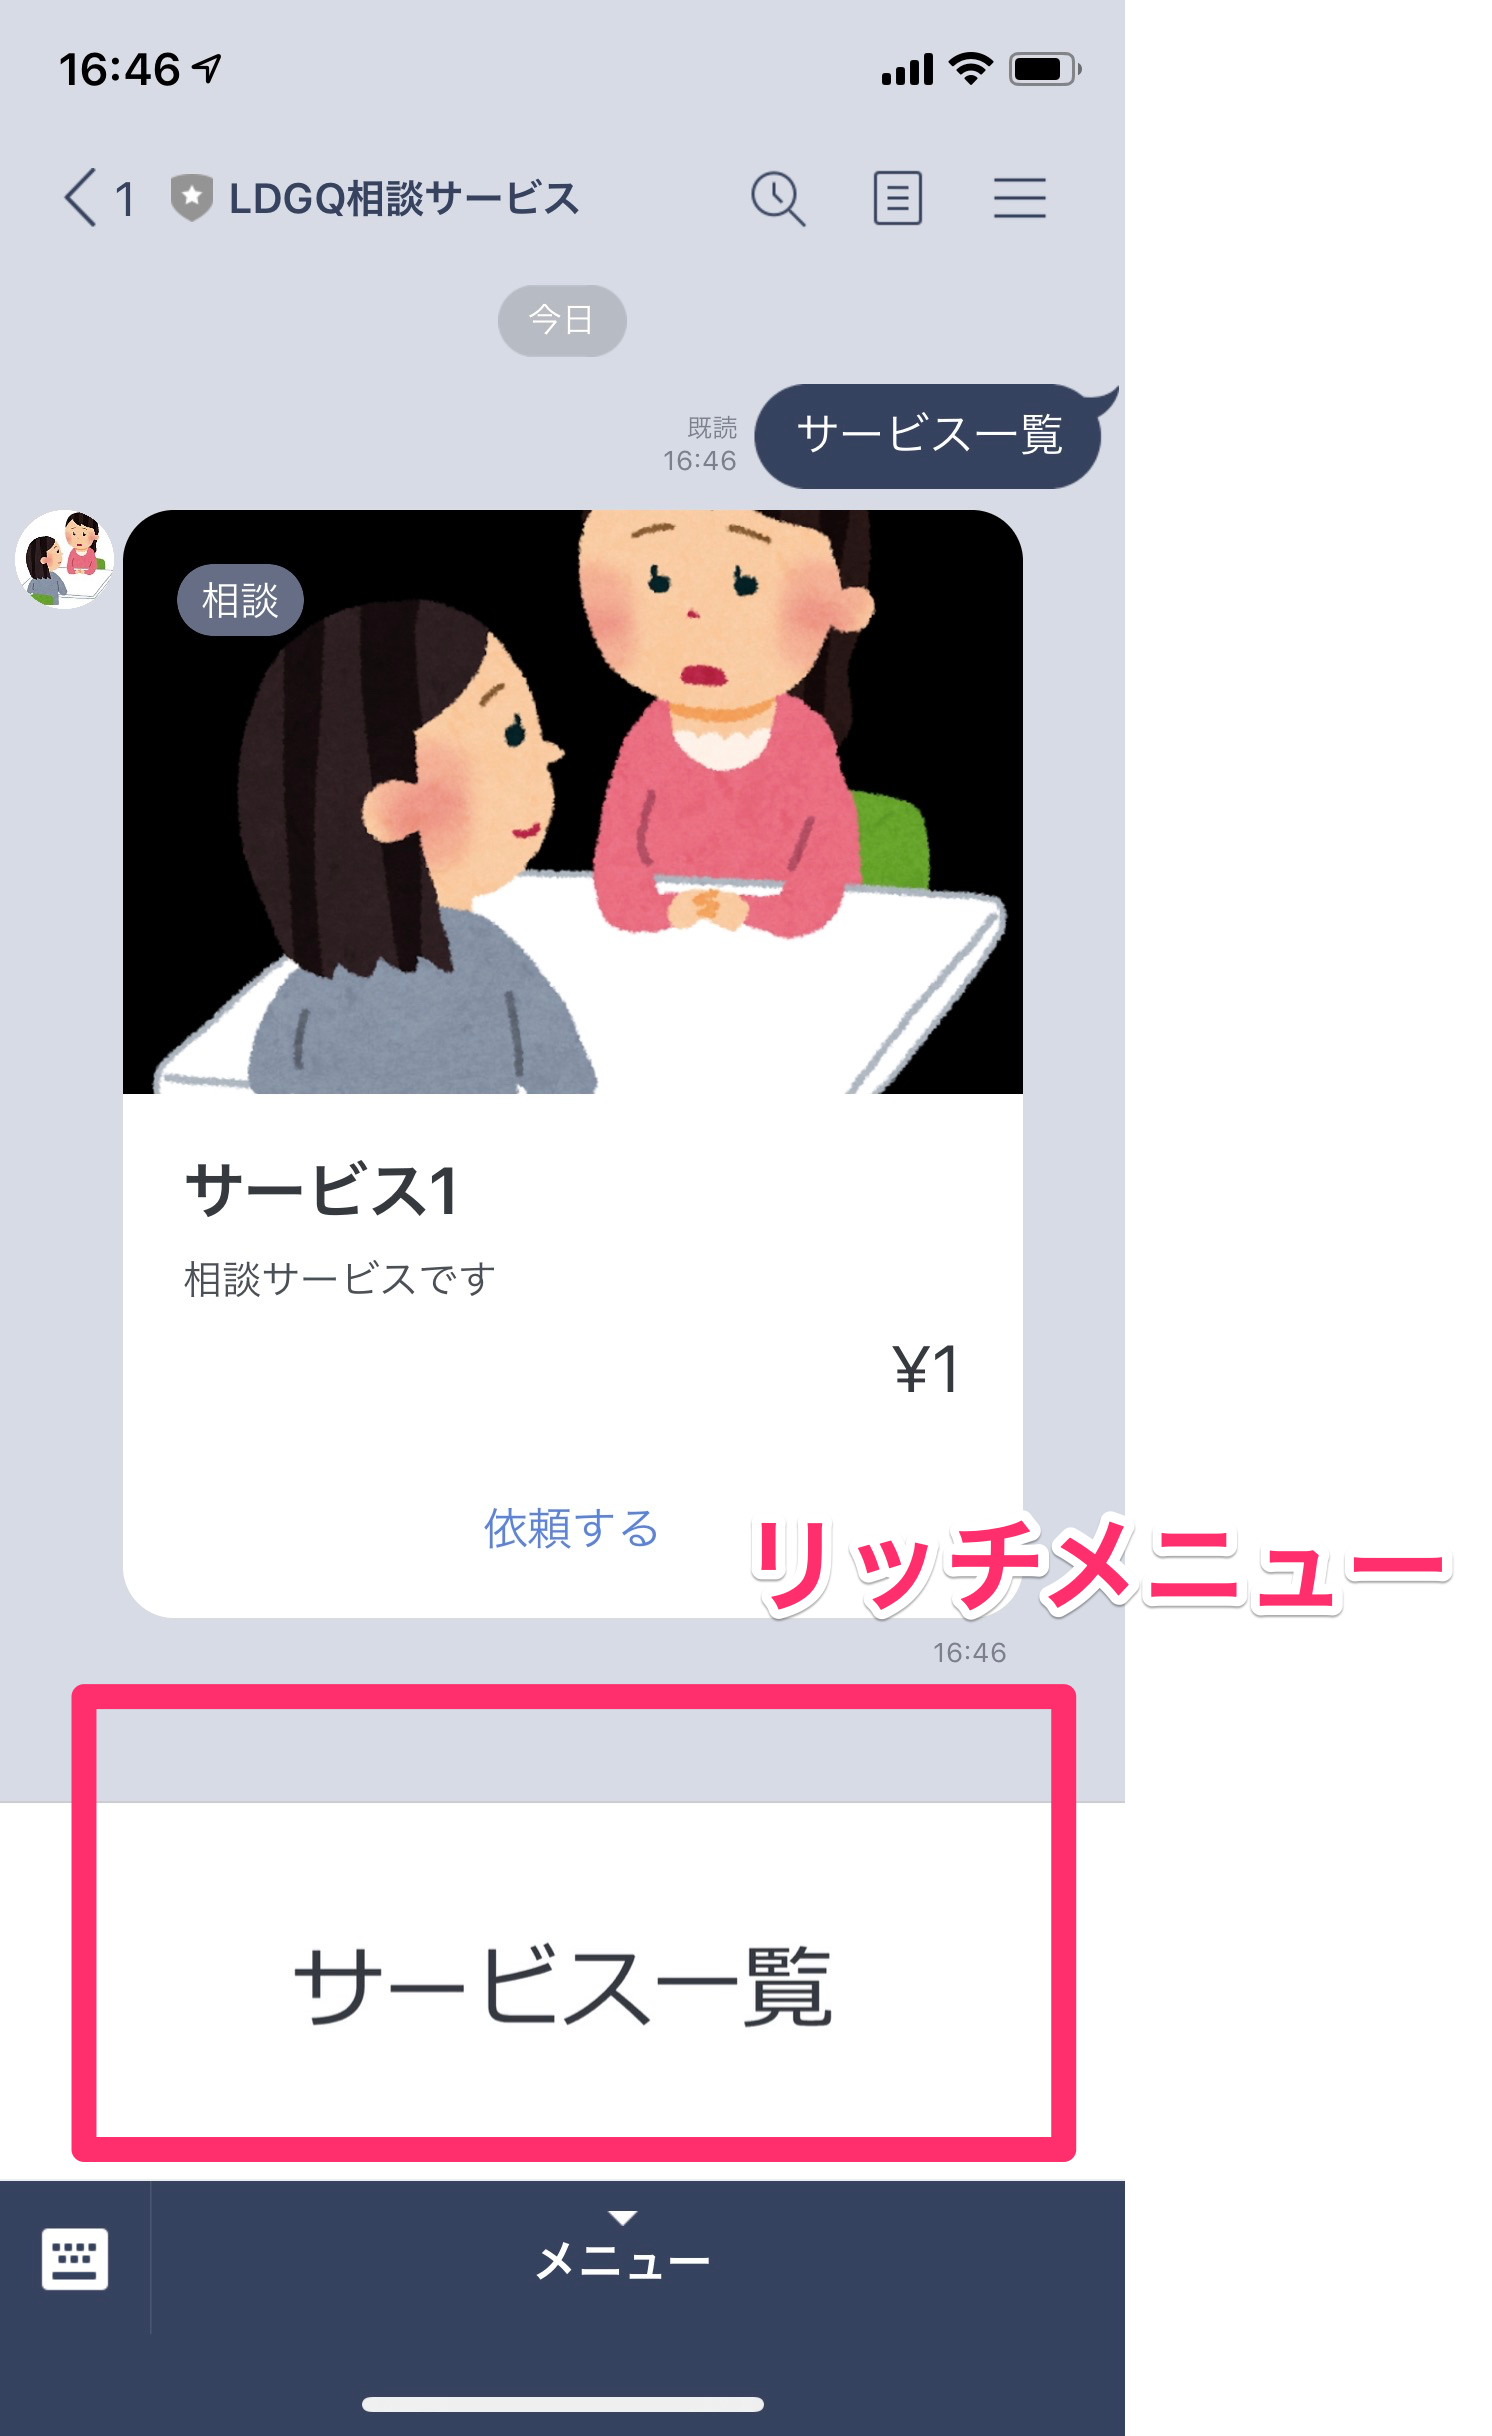 16:46
1 LDGQ相談サービス
今日
サービス一覧
既読
16:46
相談
サービス1
相談サービスです
¥1
依頼する
リッチメニュー
16:46
サービス一覧
メニュー